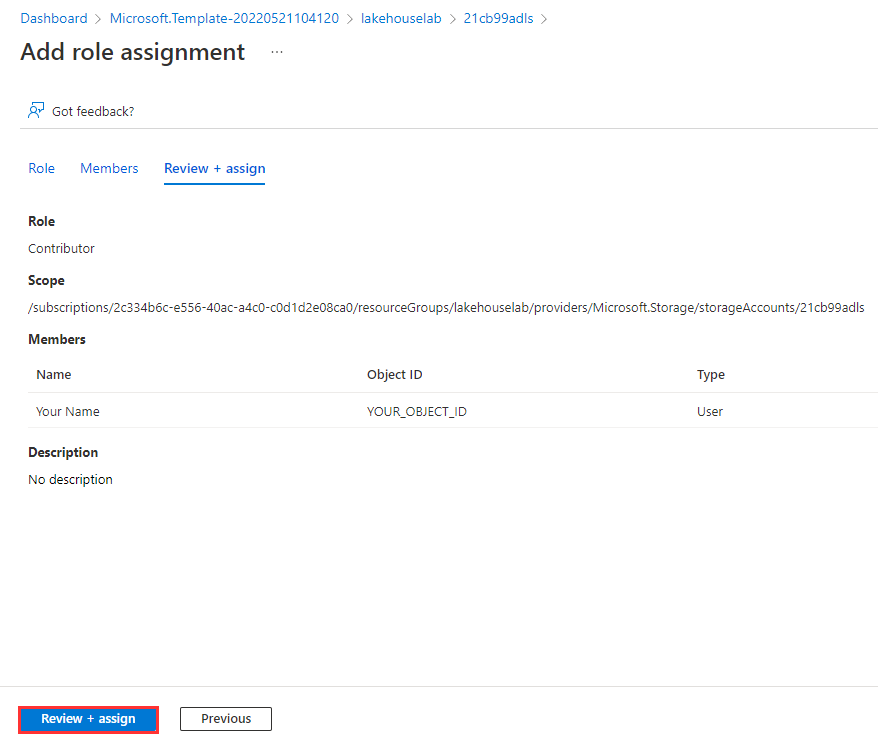 Dashboard > Microsoft.Template-20220521104120 > lakehouselab > 21cb99adls >
Add role assignment ...
Got feedback?
Role Members Review + assign
Role
Contributor
Scope
/subscriptions/2c334b6c-e556-40ac-a4c0-c0d1d2e08ca0/resourceGroups/lakehouselab/providers/Microsoft.Storage/storageAccounts/21cb99adls
Members
Name Object ID Type
Your Name YOUR_OBJECT_ID User
Description
No description
Review + assign Previous